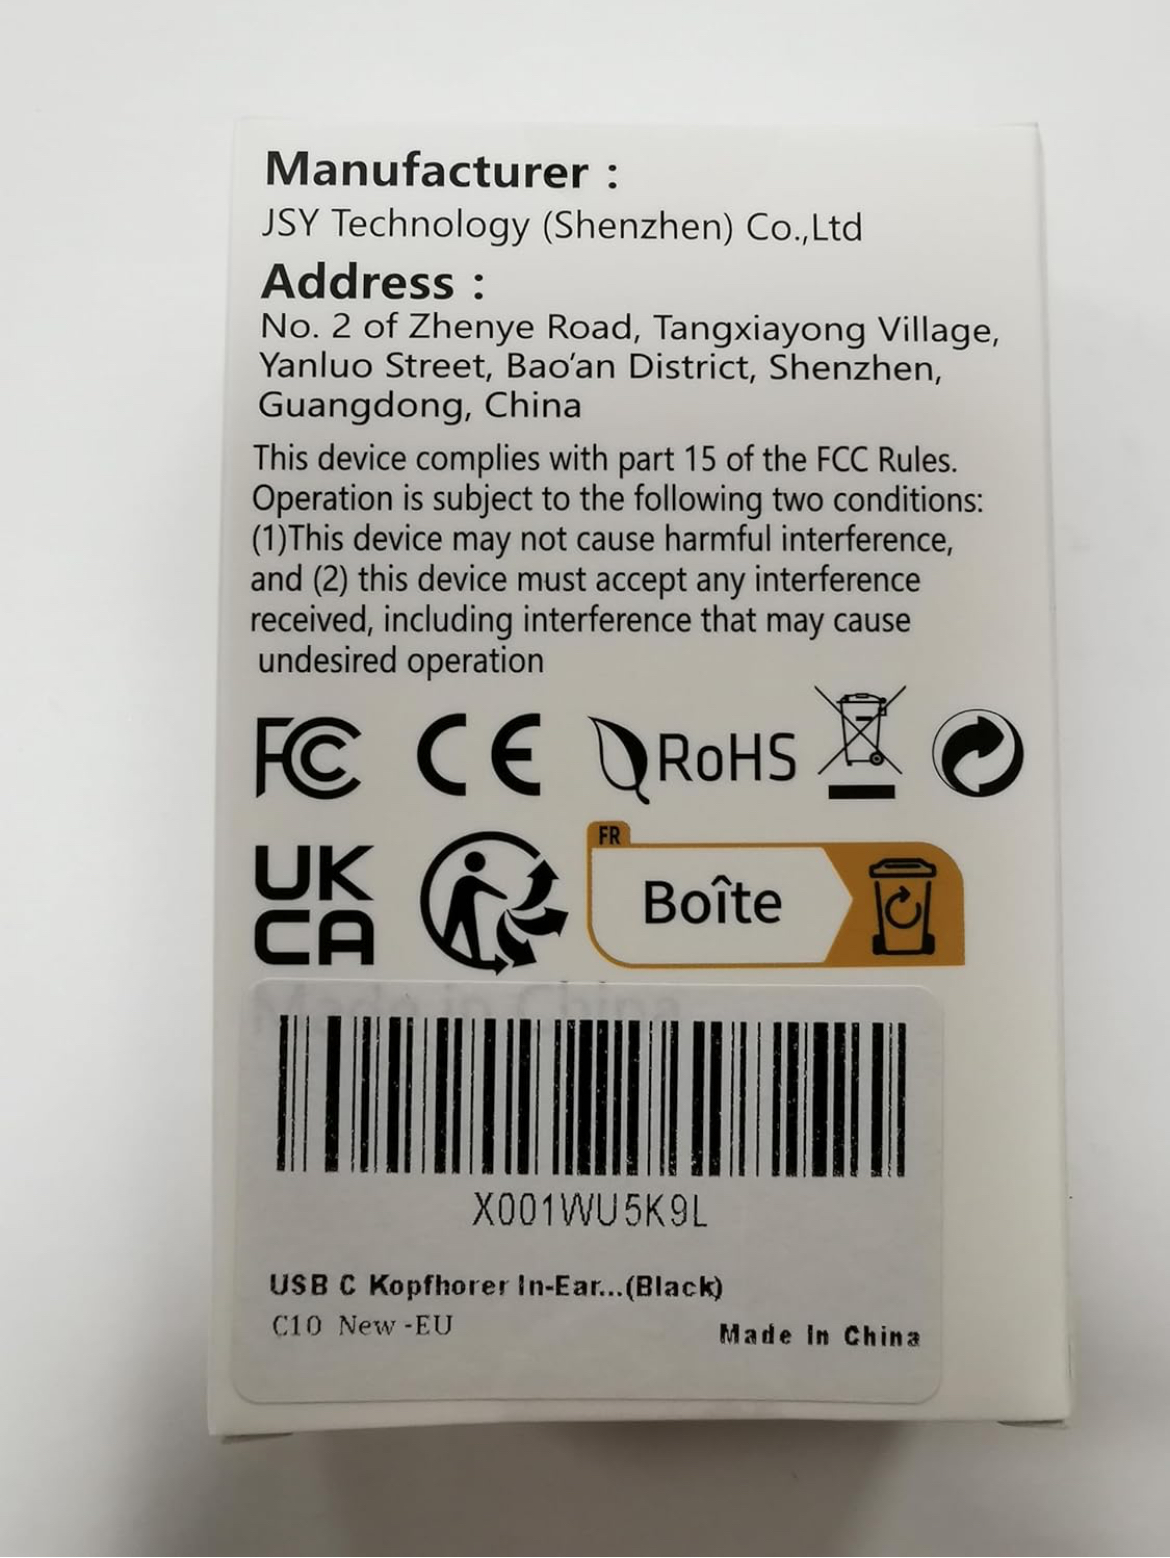 Manufacturer :
JSY Technology (Shenzhen) Co.,Ltd
Address :
No. 2 of Zhenye Road, Tangxiayong Village,
Yanluo Street, Bao'an District, Shenzhen,
Guangdong, China
This device complies with part 15 of the FCC Rules.
Operation is subject to the following two conditions:
(1)This device may not cause harmful interference,
and (2) this device must accept any interference
received, including interference that may cause
undesired operation
FC CE RoHS
UK
CA
FR
Boîte
Made in China
X001WU5K9L
USB C Kopfhorer In-Ear...(Black)
C10 New -EU
Made In China